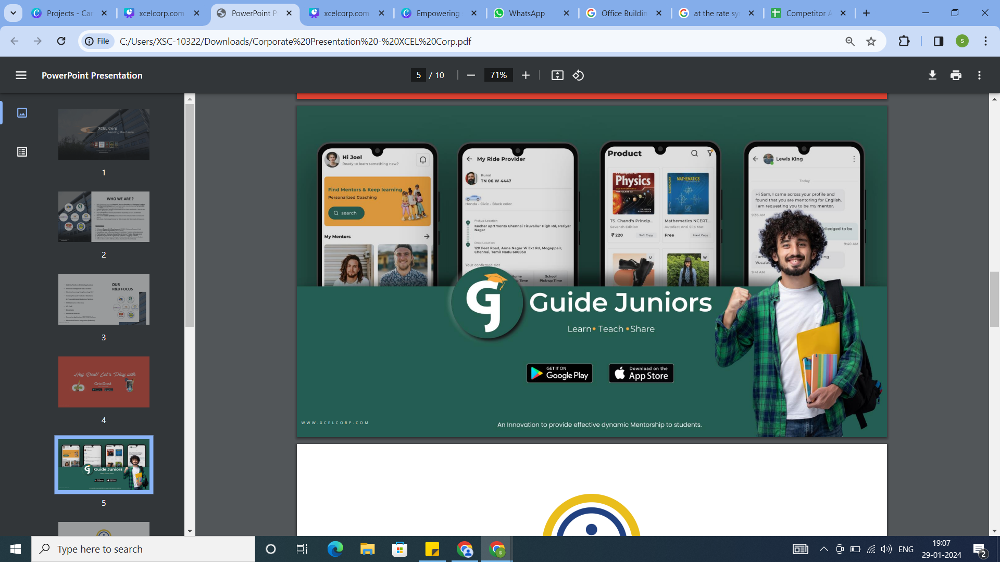 Projects - Can
xcelcorp.com
PowerPoint P
xcelcorp.com
Empowering
WhatsApp
Office Buildin
at the rate sy
Competitor A
File
C:/Users/XSC-10322/Downloads/Corporate%20Presentation%20-%20XCEL%20Corp.pdf
S
PowerPoint Presentation
5 / 10
71%
XCEL Corp
Leading the future..
1
WHO WE ARE ?
2
OUR
R&D FOCUS
3
Hey Dost! Let's Play with
CricDost
4
Guide Juniors
5
Hi Joel
Ready to learn something new?
Find Mentors & Keep learning
Personalized Coaching
search
My Mentors
My Ride Provider
Kunal
TN 06 W 4447
Honda - Civic - Black color
Pickup Location
Kochar aprtments Chennai Tiruvallur High Rd, Periyar
Nagar
Drop Location
120 Feet Road, Anna Nagar W Ext Rd, Mogappair,
Chennai, Tamil Nadu 600050
Your confirmed slot
Home
School
up Time
Pick-up Time
Product
Principles of
Physics
FOR CLASS XI
MATHEMATICS
TS. Chand's Princip...
Seventh Edition
₹ 220
Soft Copy
Mathematics NCERT...
Autofact Anti Slip Mat
Free
Hard Copy
U
W
Lewis King
Today
Hi Sam, I came across your profile and
found that you are mentoring for English.
I am requesting you to be my mentor.
9:36 AM
viledged to be
9:40 AM
I am
ding
Vocabu
9:41 AM
Guide Juniors
Learn • Teach • Share
GET IT ON
Google Play
Download on the
App Store
WWW.XCELCORP.COM
An Innovation to provide effective dynamic Mentorship to students.
Type here to search
ENG
19:07
29-01-2024
2